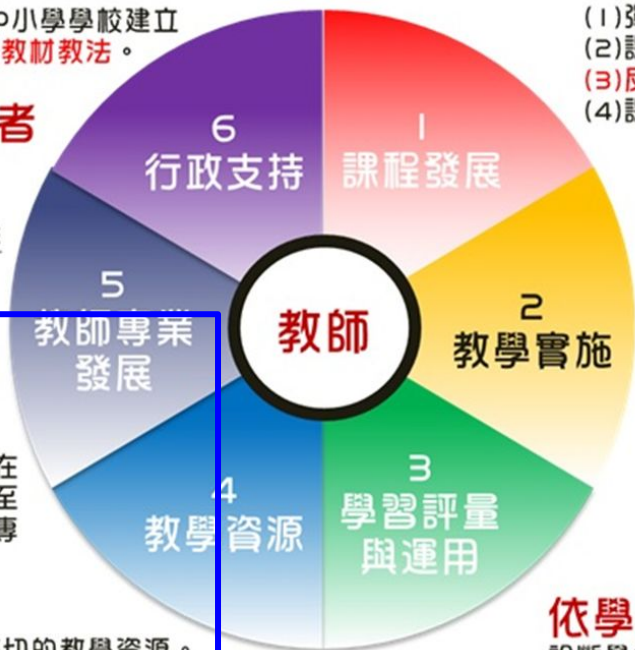 小學學校建立
教材教法。
者
(1)
(2)
(3)
(4)
6
行政支持
1
課程發展
5
教師專業
發展
教師
2
教學實施
4
教學資源
3
學習評量
與運用
在
至
專
切的教學資源。
依學